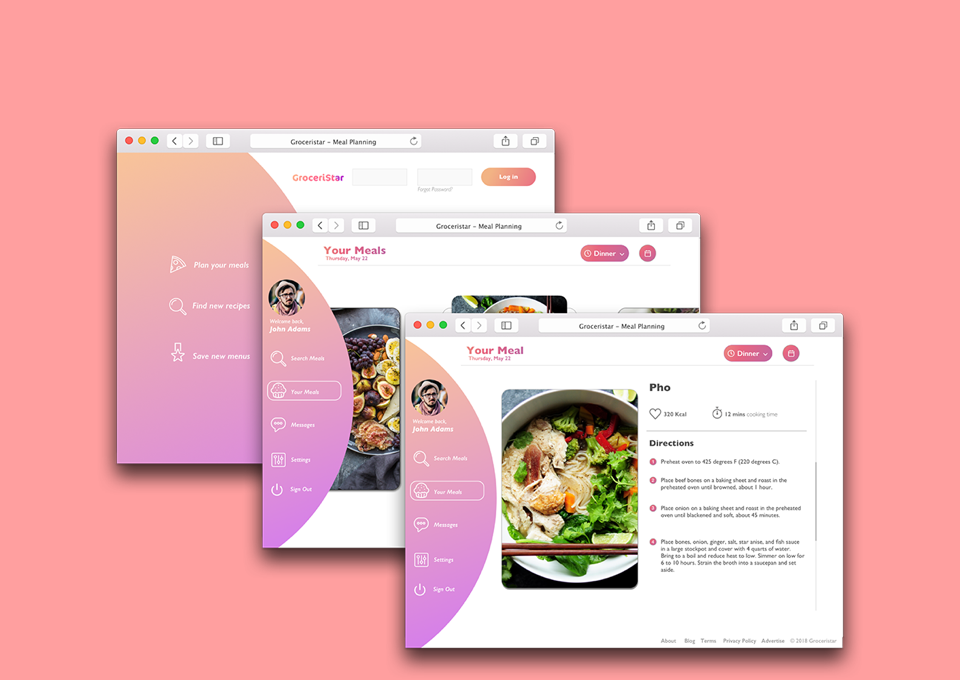 Groceristar – Meal Planning
GroceriStar
Log in
Forgot Password?
Plan your meals
Find new recipes
Save new menus
Groceristar – Meal Planning
Your Meals
Thursday, May 22
Dinner
Welcome back,
John Adams
Search Meals
Your Meals
Messages
Settings
Sign Out
Groceristar – Meal Planning
Your Meal
Thursday, May 22
Dinner
Welcome back,
John Adams
Search Meals
Your Meals
Messages
Settings
Sign Out
Pho
320 Kcal
12 mins cooking time
Directions
1 Preheat oven to 425 degrees F (220 degrees C).
2 Place beef bones on a baking sheet and roast in the
preheated oven until browned, about 1 hour.
3 Place onion on a baking sheet and roast in the preheated
oven until blackened and soft, about 45 minutes.
4 Place bones, onion, ginger, salt, star anise, and fish sauce
in a large stockpot and cover with 4 quarts of water.
Bring to a boil and reduce heat to low. Simmer on low for
6 to 10 hours. Strain the broth into a saucepan and set
aside.
About Blog Terms Privacy Policy Advertise © 2018 Groceristar